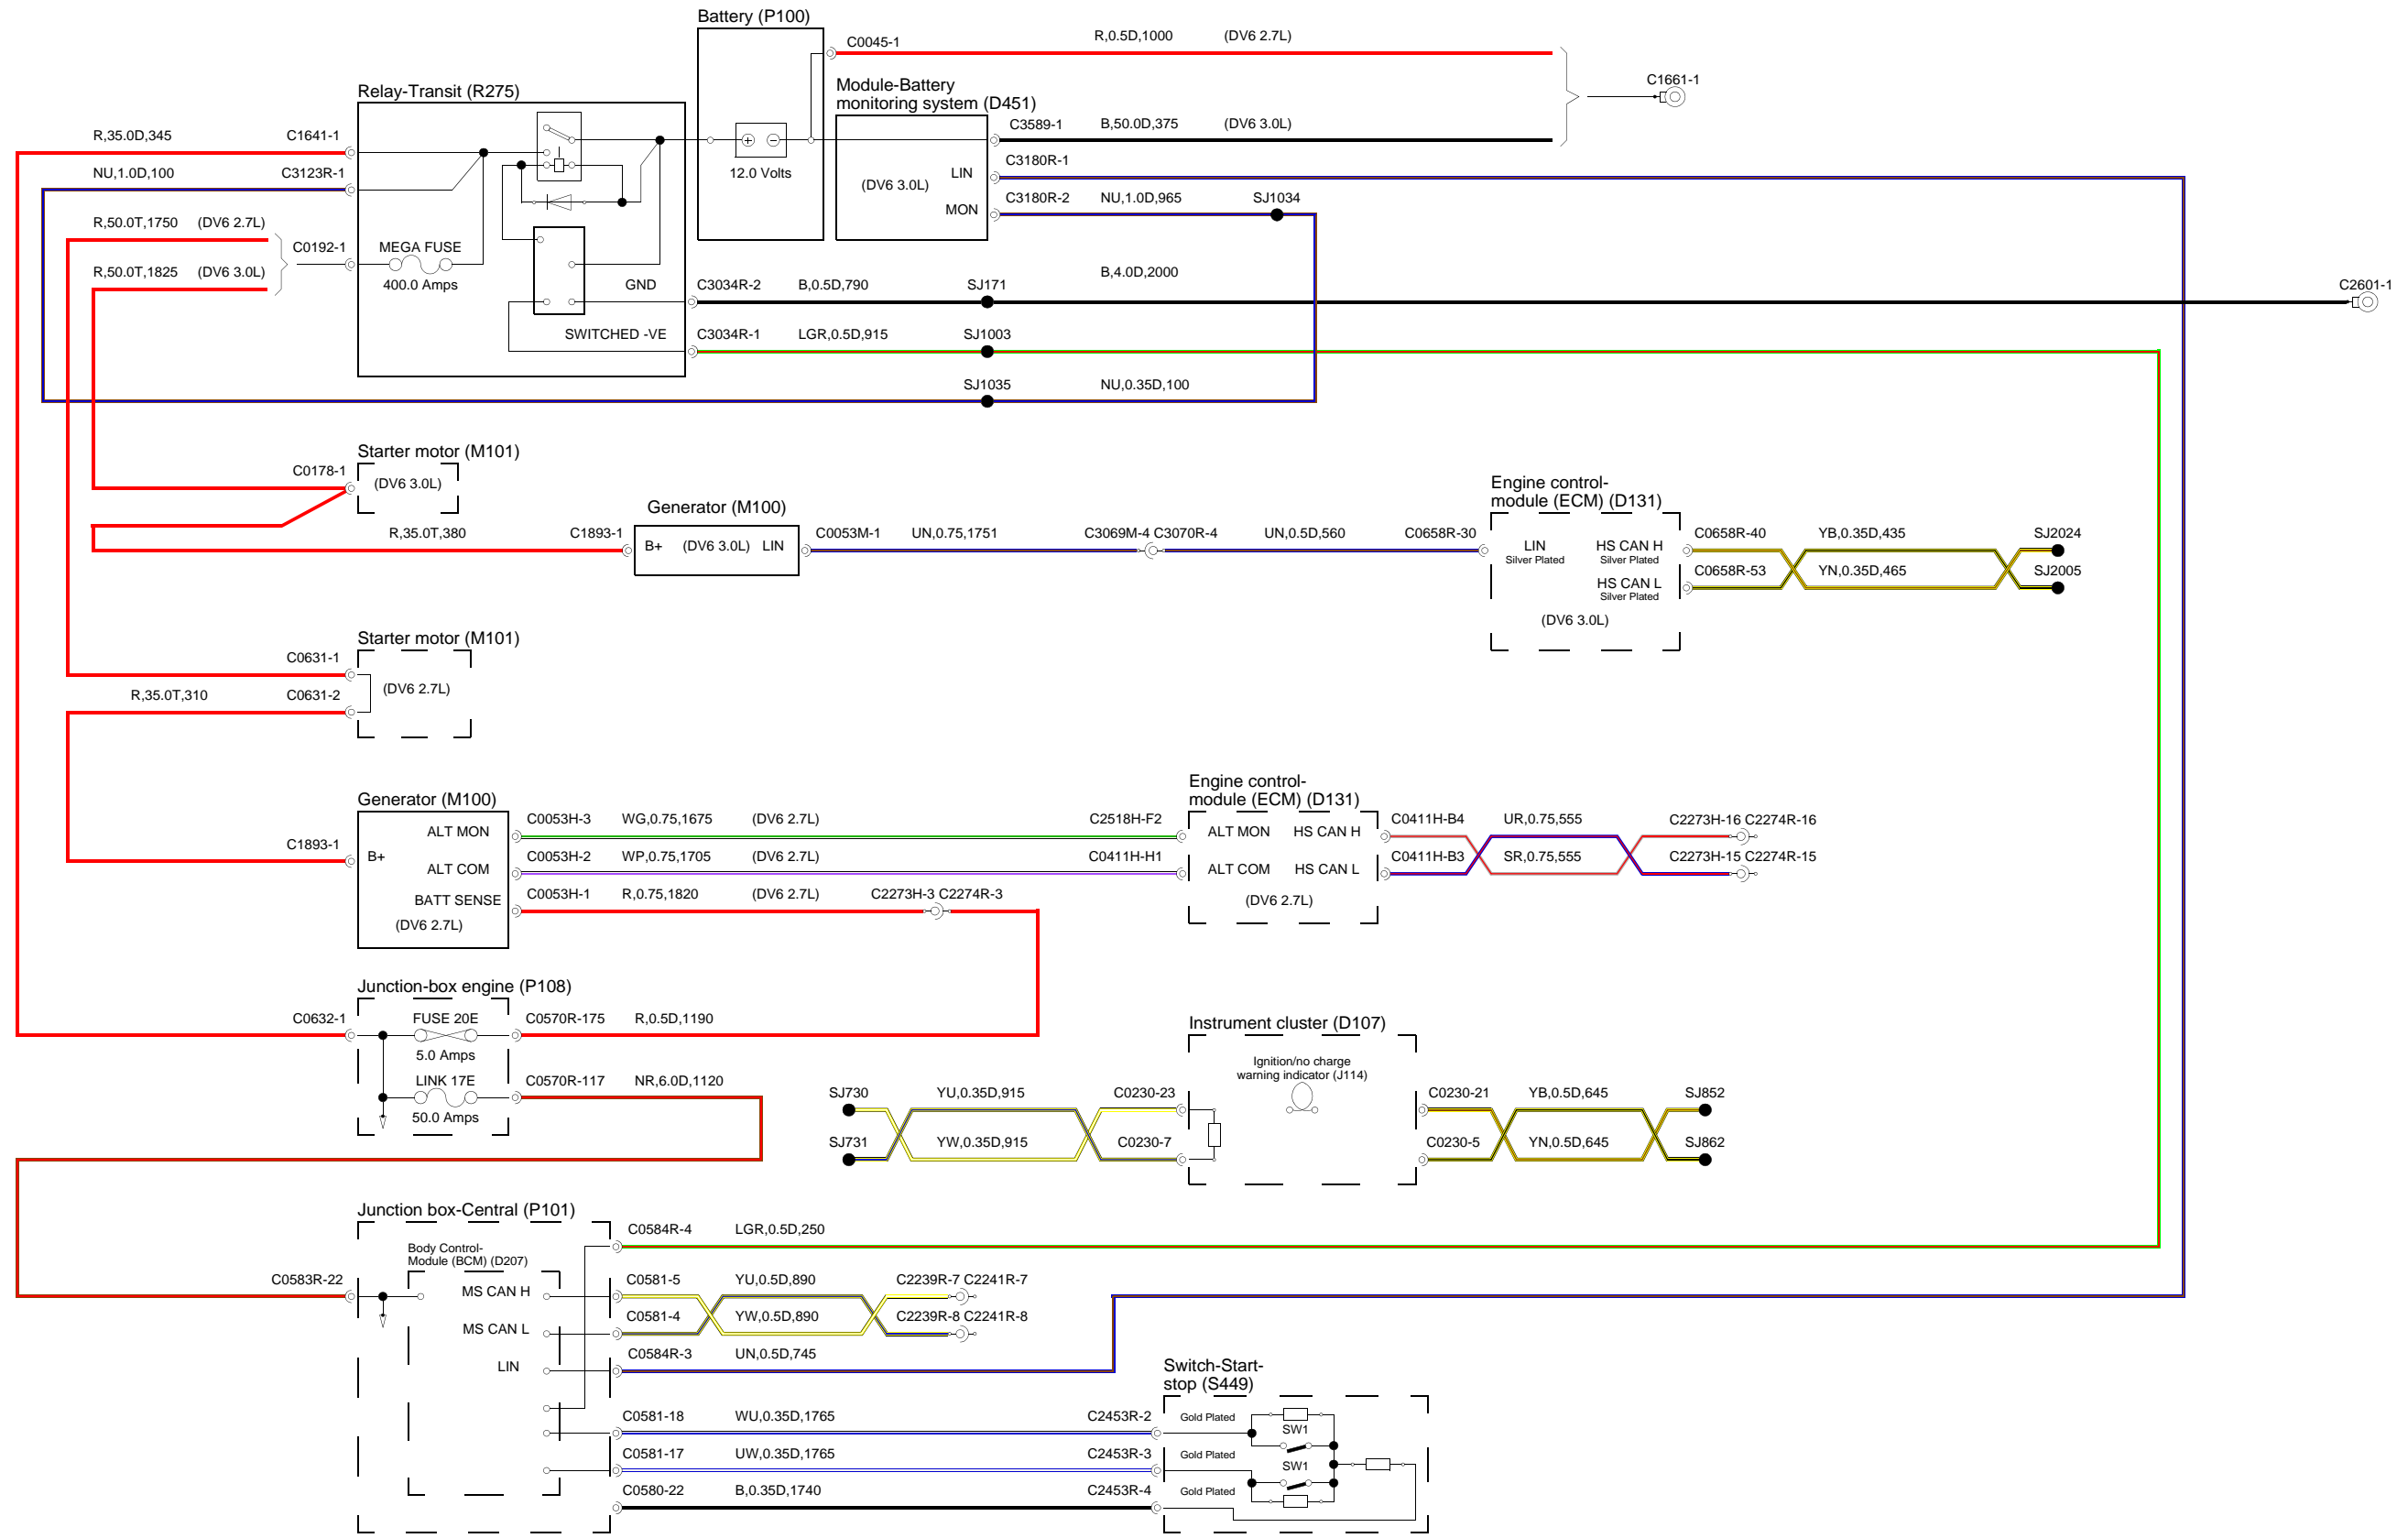 Battery (P100)
C0045-1
R,0.5D,1000
(DV6 2.7L)
C1661-1
Relay-Transit (R275)
Module-Battery
monitoring system (D451)
R,35.0D,345
C1641-1
C3589-1
B,50.0D,375
(DV6 3.0L)
NU,1.0D,100
C3123R-1
12.0 Volts
(DV6 3.0L)
LIN
C3180R-1
MON
C3180R-2
NU,1.0D,965
SJ1034
R,50.0T,1750
(DV6 2.7L)
C0192-1
MEGA FUSE
400.0 Amps
R,50.0T,1825
(DV6 3.0L)
GND
C3034R-2
B,0.5D,790
SJ171
B,4.0D,2000
C2601-1
SWITCHED -VE
C3034R-1
LGR,0.5D,915
SJ1003
SJ1035
NU,0.35D,100
Starter motor (M101)
C0178-1
(DV6 3.0L)
Generator (M100)
Engine control-
module (ECM) (D131)
R,35.0T,380
C1893-1
B+
(DV6 3.0L)
LIN
C0053M-1
UN,0.75,1751
C3069M-4 C3070R-4
UN,0.5D,560
C0658R-30
LIN
Silver Plated
HS CAN H
Silver Plated
C0658R-40
YB,0.35D,435
SJ2024
HS CAN L
Silver Plated
C0658R-53
YN,0.35D,465
SJ2005
(DV6 3.0L)
Starter motor (M101)
C0631-1
(DV6 2.7L)
R,35.0T,310
C0631-2
Generator (M100)
Engine control-
module (ECM) (D131)
ALT MON
C0053H-3
WG,0.75,1675
(DV6 2.7L)
C2518H-F2
ALT MON
HS CAN H
C0411H-B4
UR,0.75,555
C2273H-16 C2274R-16
C1893-1
B+
ALT COM
C0053H-2
WP,0.75,1705
(DV6 2.7L)
C0411H-H1
ALT COM
HS CAN L
C0411H-B3
SR,0.75,555
C2273H-15 C2274R-15
BATT SENSE
C0053H-1
R,0.75,1820
(DV6 2.7L)
C2273H-3 C2274R-3
(DV6 2.7L)
(DV6 2.7L)
Junction-box engine (P108)
C0632-1
FUSE 20E
5.0 Amps
C0570R-175
R,0.5D,1190
Instrument cluster (D107)
Ignition/no charge
warning indicator (J114)
LINK 17E
50.0 Amps
C0570R-117
NR,6.0D,1120
SJ730
YU,0.35D,915
C0230-23
C0230-21
YB,0.5D,645
SJ852
SJ731
YW,0.35D,915
C0230-7
C0230-5
YN,0.5D,645
SJ862
Junction box-Central (P101)
C0584R-4
LGR,0.5D,250
Body Control-
Module (BCM) (D207)
C0583R-22
MS CAN H
C0581-5
YU,0.5D,890
C2239R-7 C2241R-7
MS CAN L
C0581-4
YW,0.5D,890
C2239R-8 C2241R-8
LIN
C0584R-3
UN,0.5D,745
Switch-Start-
stop (S449)
C0581-18
WU,0.35D,1765
C2453R-2
Gold Plated
SW1
C0581-17
UW,0.35D,1765
C2453R-3
Gold Plated
SW1
C0580-22
B,0.35D,1740
C2453R-4
Gold Plated